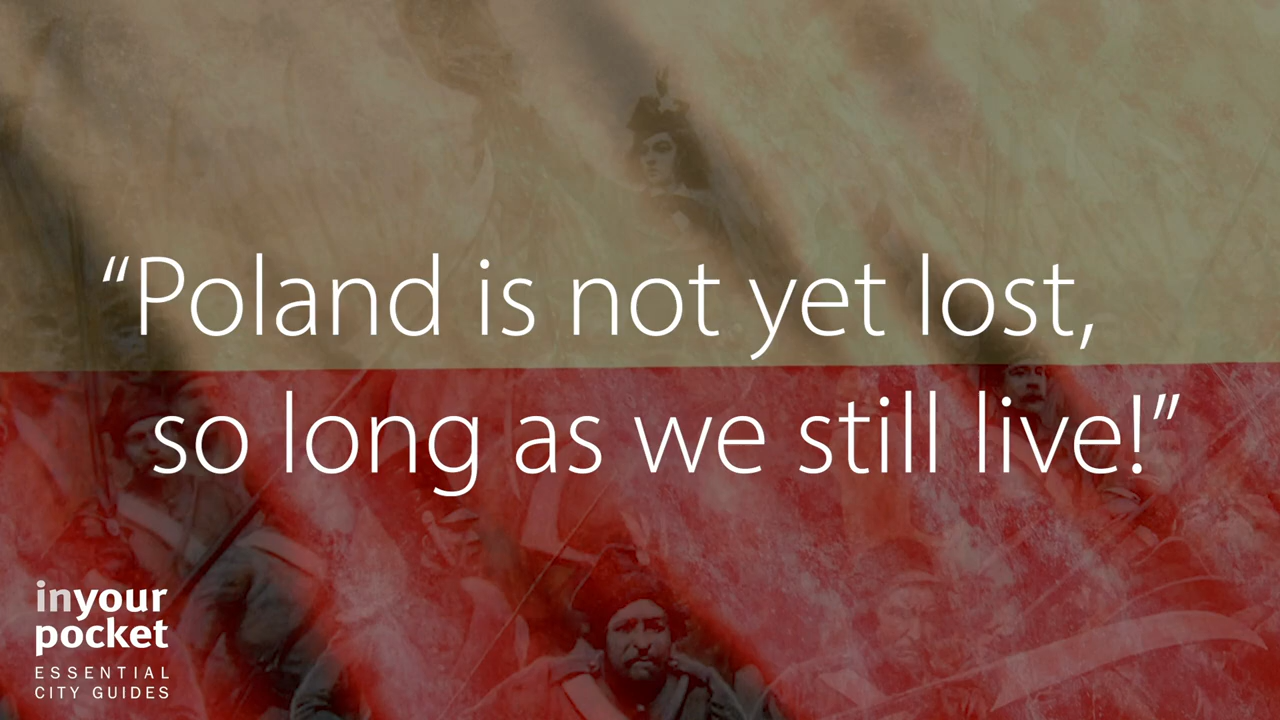 “Poland is not yet lost,
so long as we still live!”
inyour
pocket
ESSENTIAL
CITY GUIDES